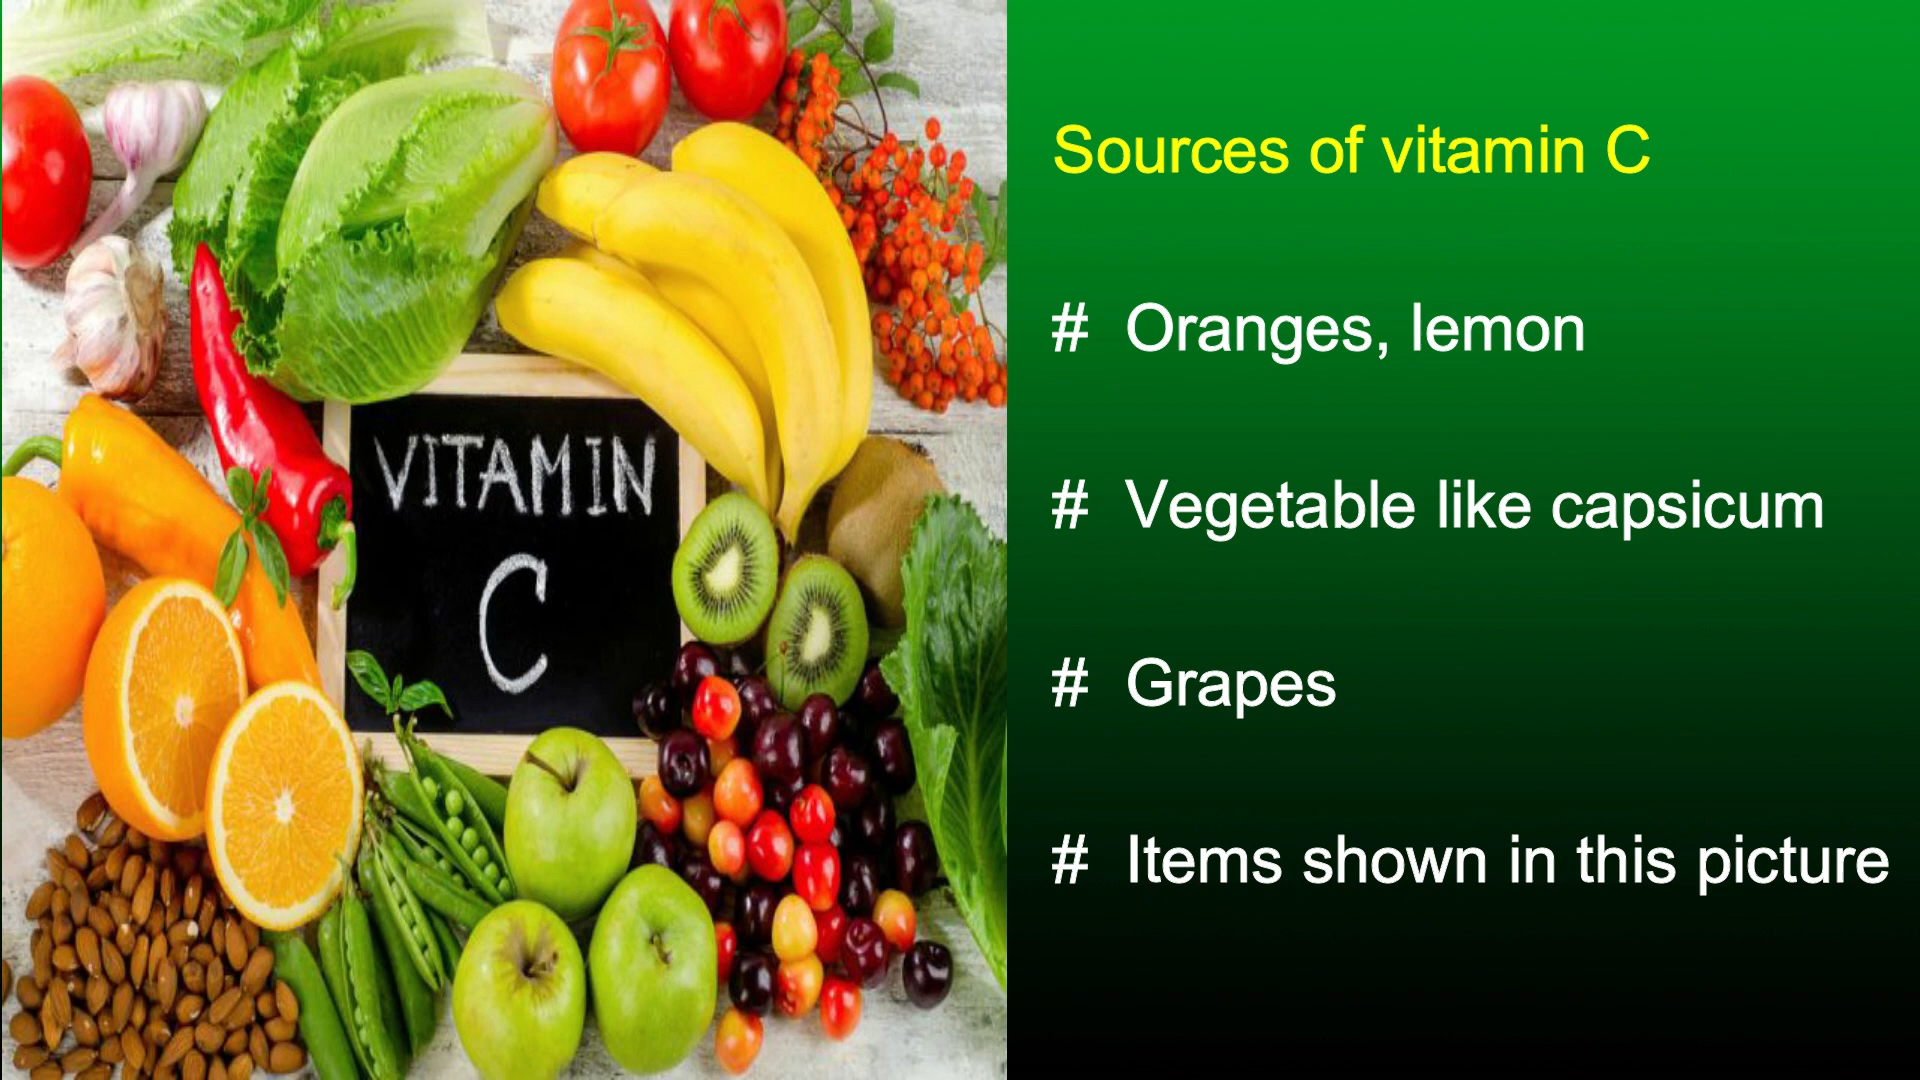 VITAMIN
C
Sources of vitamin C
# Oranges, lemon
# Vegetable like capsicum
# Grapes
# Items shown in this picture